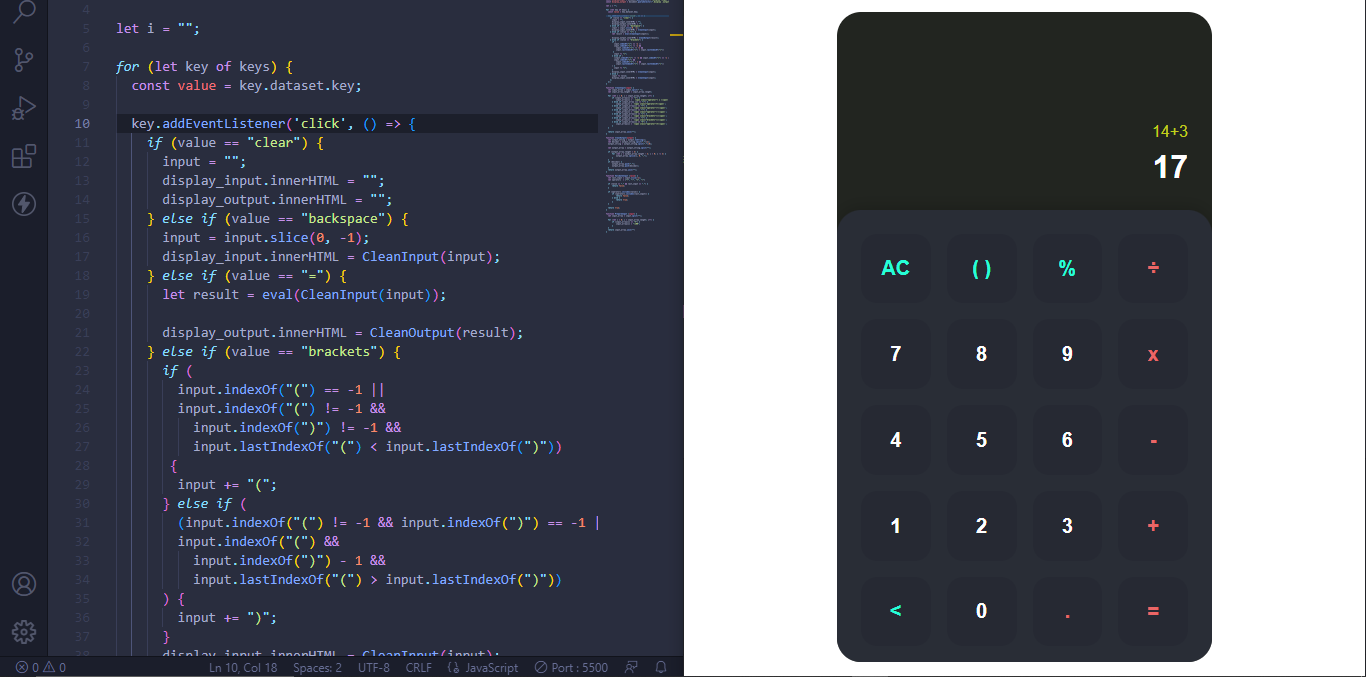 4
5 let i = "";
6
7 for (let key of keys) {
8 const value = key.dataset.key;
9
10 key.addEventListener('click', () => {
11 if (value == "clear") {
12 input = "";
13 display_input.innerHTML = "";
14 display_output.innerHTML = "";
15 } else if (value == "backspace") {
16 input = input.slice(0, -1);
17 display_input.innerHTML = CleanInput(input);
18 } else if (value == "=") {
19 let result = eval(CleanInput(input));
20
21 display_output.innerHTML = CleanOutput(result);
22 } else if (value == "brackets") {
23 if (
24 input.indexOf("(") == -1 ||
25 input.indexOf("(") != -1 &&
26 input.indexOf(")") != -1 &&
27 input.lastIndexOf("(") < input.lastIndexOf(")"))
28 {
29 input += "(";
30 } else if (
31 (input.indexOf("(") != -1 && input.indexOf(")") == -1 |
32 input.indexOf("(") &&
33 input.indexOf(")") - 1 &&
34 input.lastIndexOf("(") > input.lastIndexOf(")"))
35 ) {
36 input += ")";
37 }
38 display_input.innerHTML = CleanInput(input);
0 0
Ln 10, Col 18 Spaces: 2 UTF-8 CRLF {} JavaScript Port : 5500
14+3
17
AC ( ) % ÷
7 8 9 x
4 5 6 -
1 2 3 +
< 0 . =